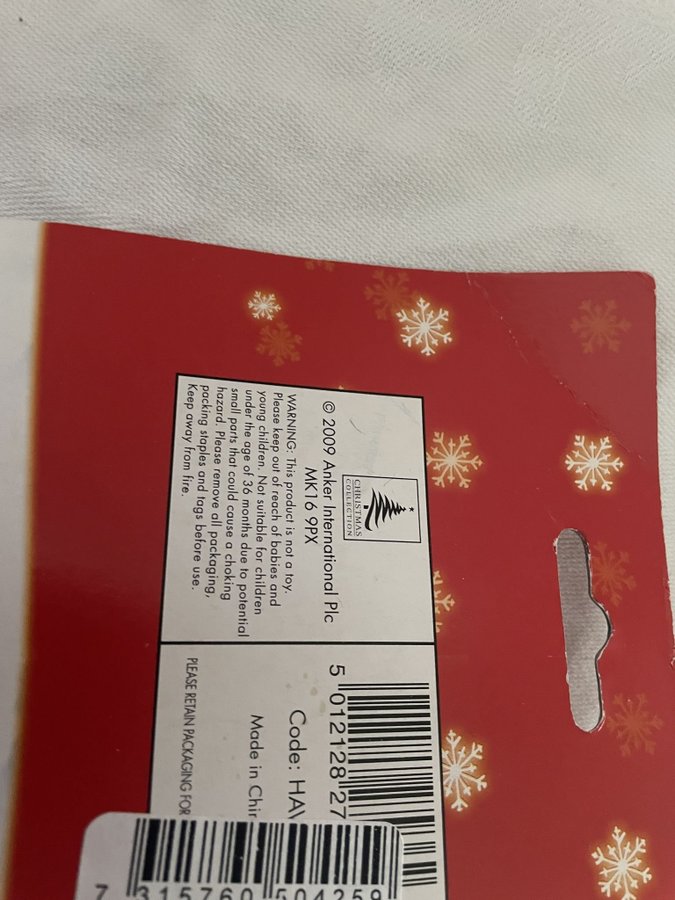 CHRISTMAS
COLLECTION
© 2009 Anker International Plc
MK16 9PX
WARNING: This product is not a toy.
Please keep out of reach of babies and
young children. Not suitable for children
under the age of 36 months due to potential
small parts that could cause a choking
hazard. Please remove all packaging,
packing staples and tags before use.
Keep away from fire.
5 012128 27
Code: HA
Made in Chi
PLEASE RETAIN PACKAGING FOR
7 315760 504259